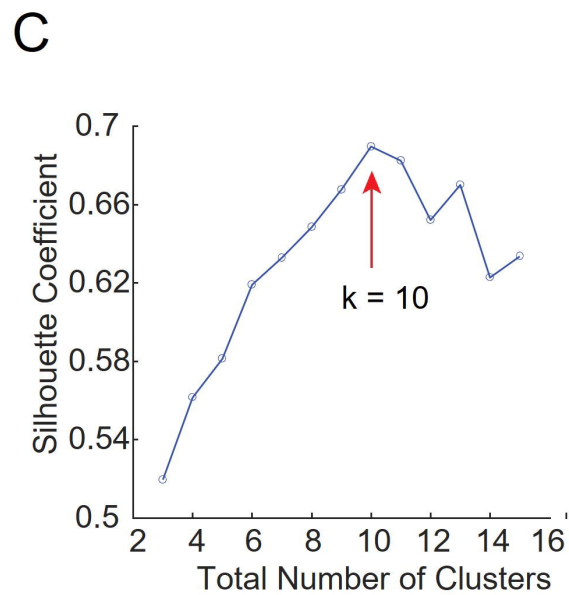 C
0.7
0.66
0.62
0.58
0.54
0.5
Silhouette Coefficient
k = 10
2 4 6 8 10 12 14 16
Total Number of Clusters